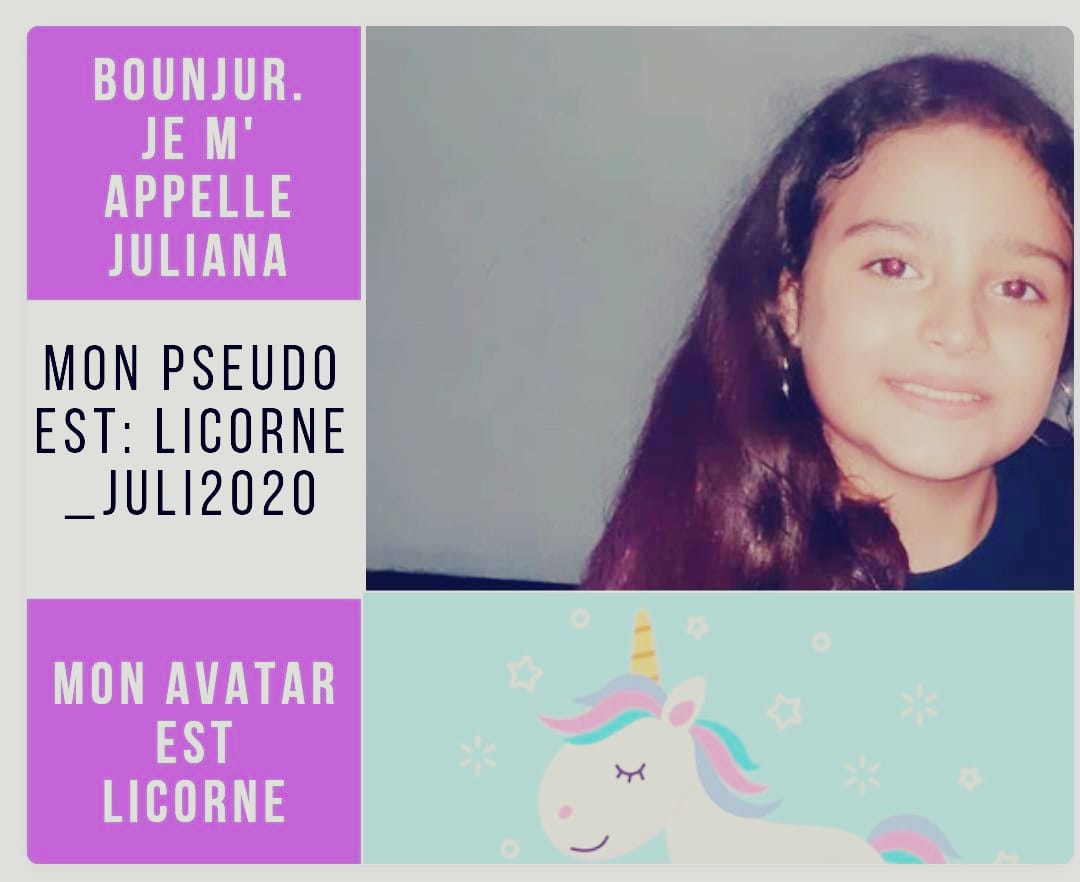 BOUNJUR.
JE M'
APPELLE
JULIANA
MON PSEUDO
EST: LICORNE
_JULI2020
MON AVATAR
EST
LICORNE